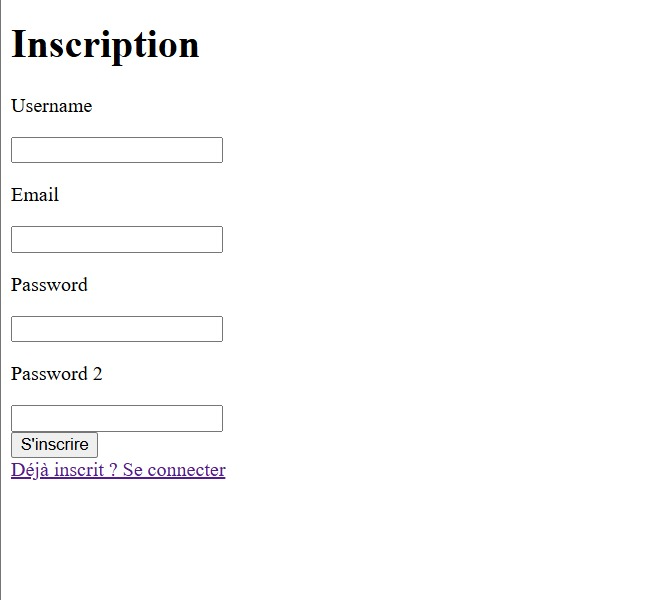 Inscription
Username
Email
Password
Password 2
S'inscrire
Déjà inscrit ? Se connecter